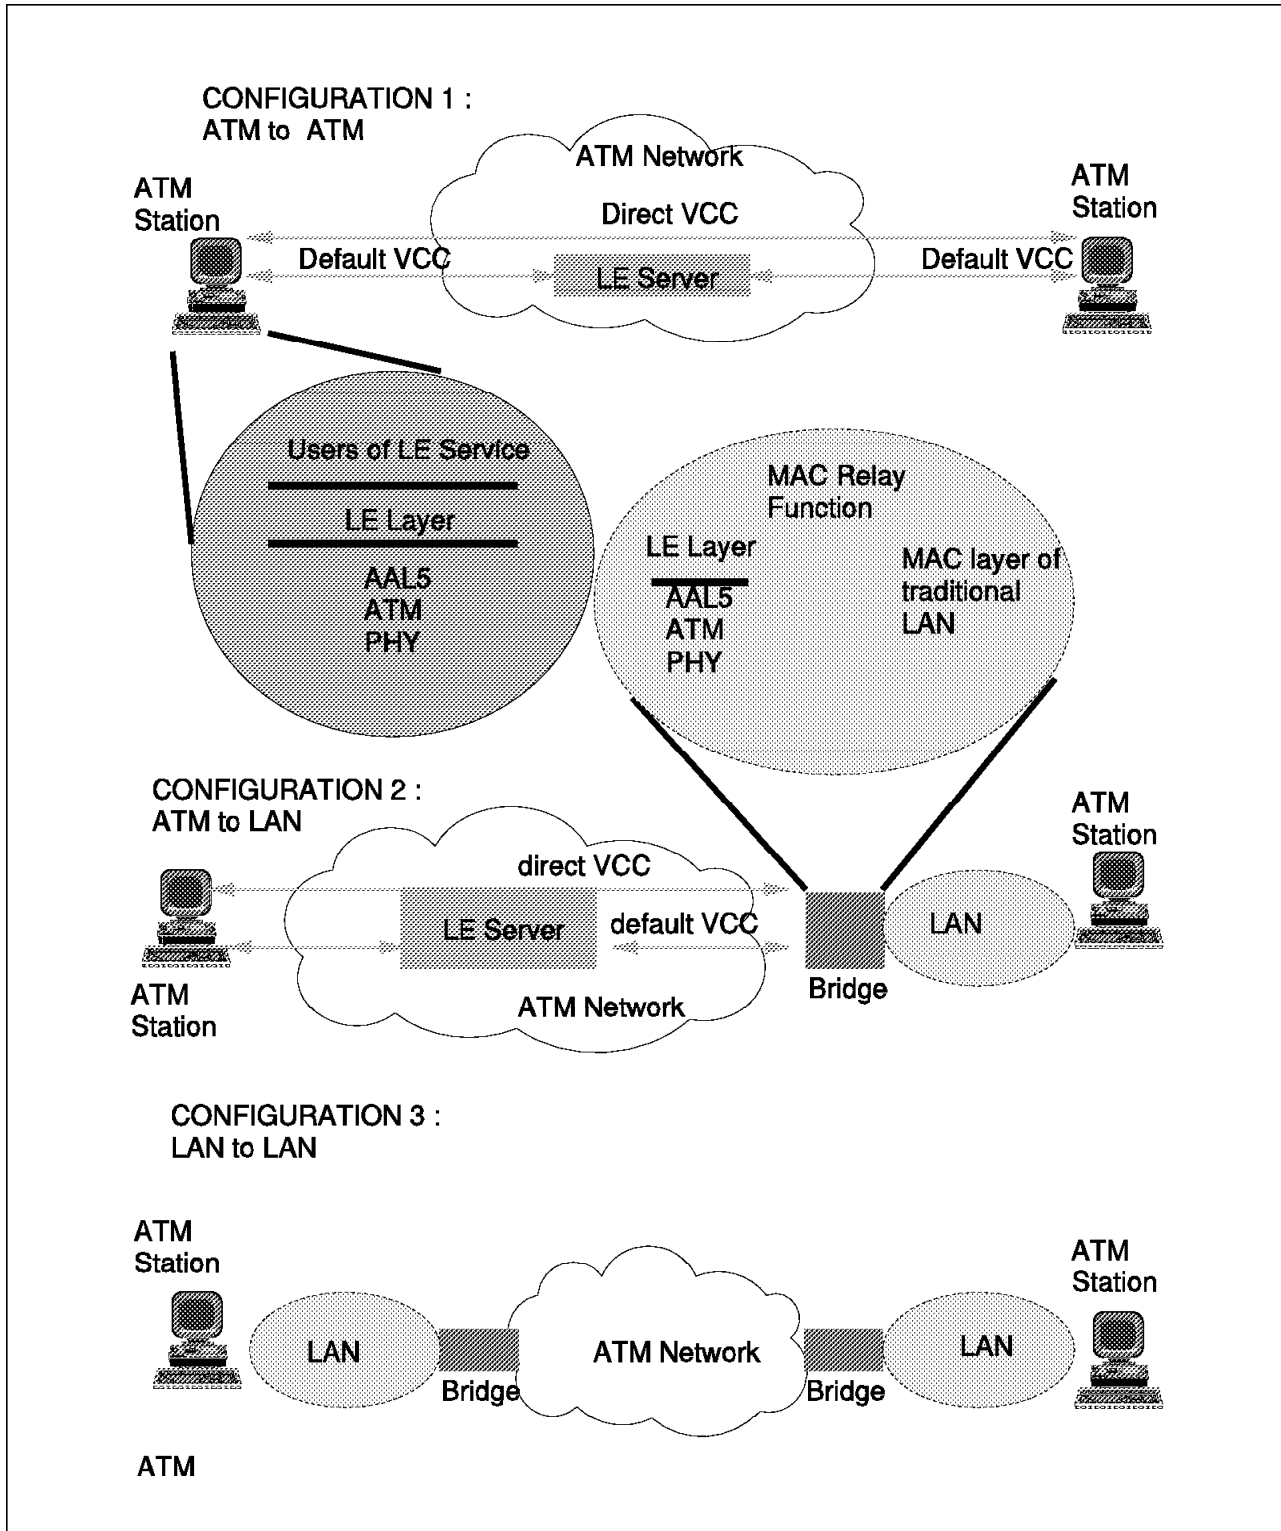 CONFIGURATION 1 :
ATM to ATM
ATM Network
ATM
Station
ATM
Station
Direct VCC
Default VCC
Default VCC
LE Server
Users of LE Service
LE Layer
AAL5
ATM
PHY
MAC Relay
Function
LE Layer
AAL5
ATM
PHY
MAC layer of
traditional
LAN
CONFIGURATION 2 :
ATM to LAN
ATM
Station
direct VCC
LE Server
default VCC
LAN
Bridge
ATM
Station
ATM Network
CONFIGURATION 3 :
LAN to LAN
ATM
Station
ATM
Station
LAN
Bridge
ATM Network
Bridge
LAN
ATM